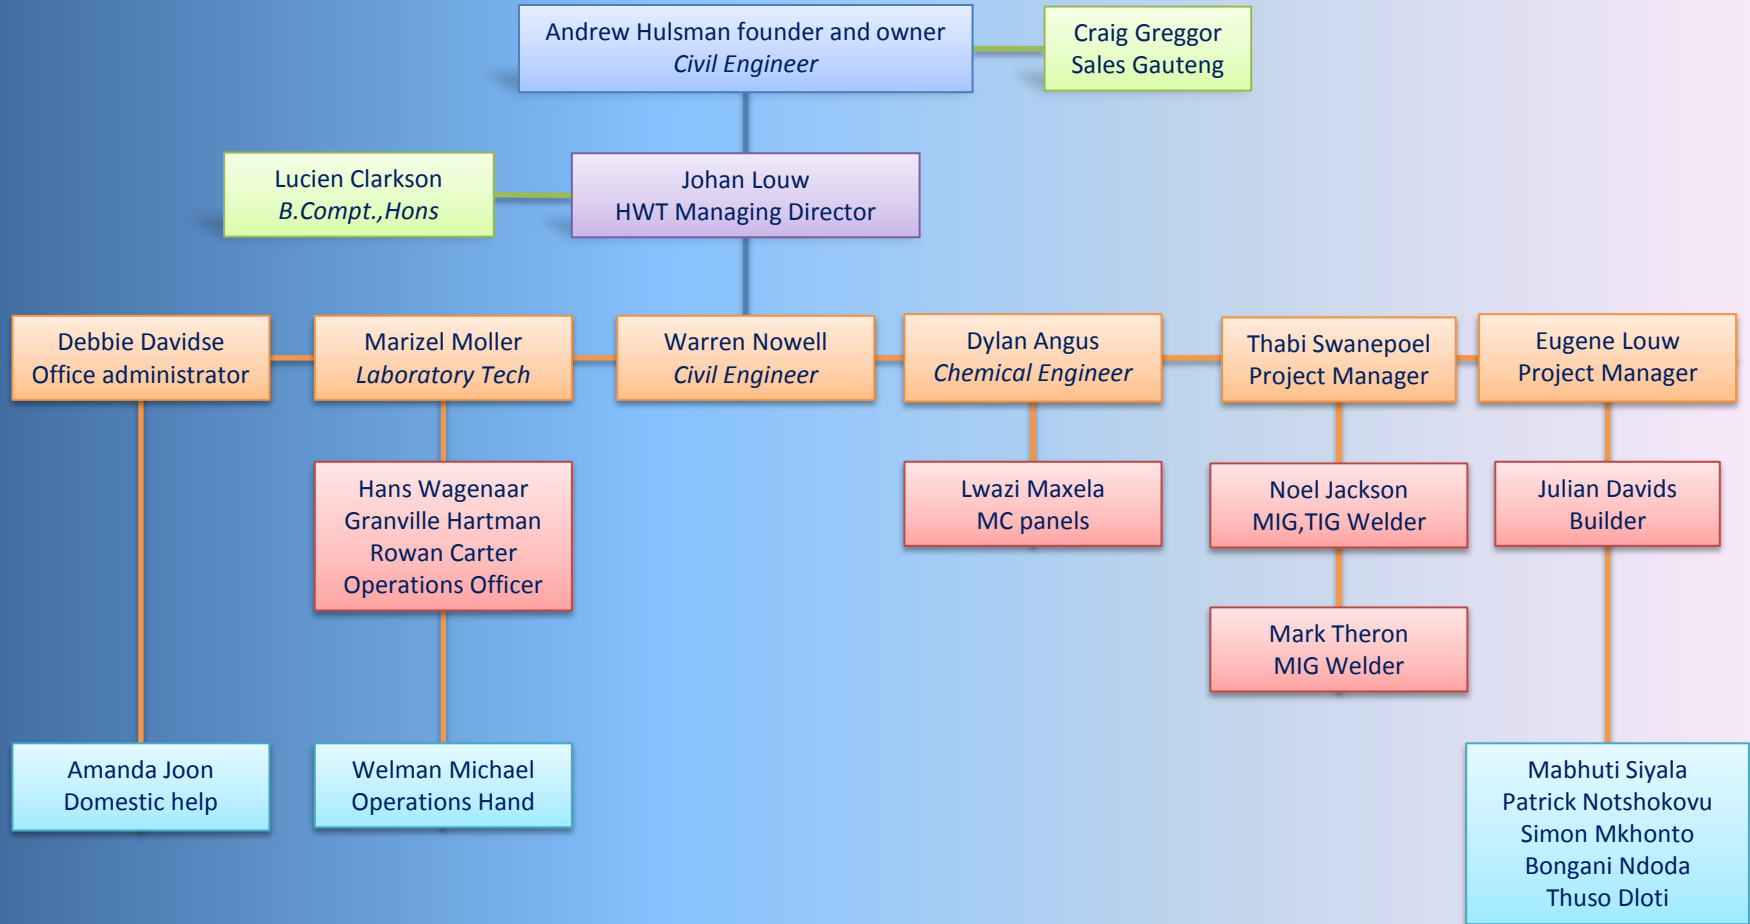 Andrew Hulsman founder and owner
Civil Engineer
Craig Greggor
Sales Gauteng
Lucien Clarkson
B.Compt.,Hons
Johan Louw
HWT Managing Director
Debbie Davidse
Office administrator
Marizel Moller
Laboratory Tech
Warren Nowell
Civil Engineer
Dylan Angus
Chemical Engineer
Thabi Swanepoel
Project Manager
Eugene Louw
Project Manager
Hans Wagenaar
Granville Hartman
Rowan Carter
Operations Officer
Lwazi Maxela
MC panels
Noel Jackson
MIG,TIG Welder
Julian Davids
Builder
Mark Theron
MIG Welder
Amanda Joon
Domestic help
Welman Michael
Operations Hand
Mabhuti Siyala
Patrick Notshokovu
Simon Mkhonto
Bongani Ndoda
Thuso Dloti